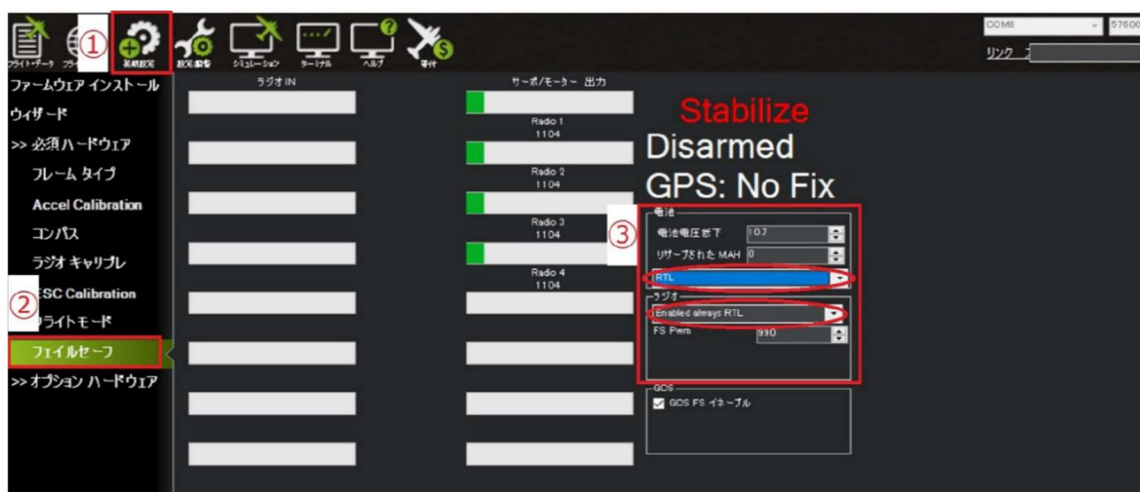 ①
COM8
57600
フライト・データ
初期設定
設定/調整
シミュレーション
ターミナル
ヘルプ
寄付
リンク
ファームウェア インストール
ウィザード
>> 必須ハードウェア
フレーム タイプ
Accel Calibration
コンパス
ラジオ キャリブレ
ESC Calibration
②
フライトモード
フェイルセーフ
>> オプション ハードウェア
ラジオ IN
サーボ/モーター 出力
Radio 1
1104
Radio 2
1104
Radio 3
1104
Radio 4
1104
Stabilize
Disarmed
GPS: No Fix
③
電池
電池電圧低下 10.7
リザーブされた MAH 0
RTL
ラジオ
Enabled always RTL
FS Pwm 990
GCS
GCS FS イネーブル